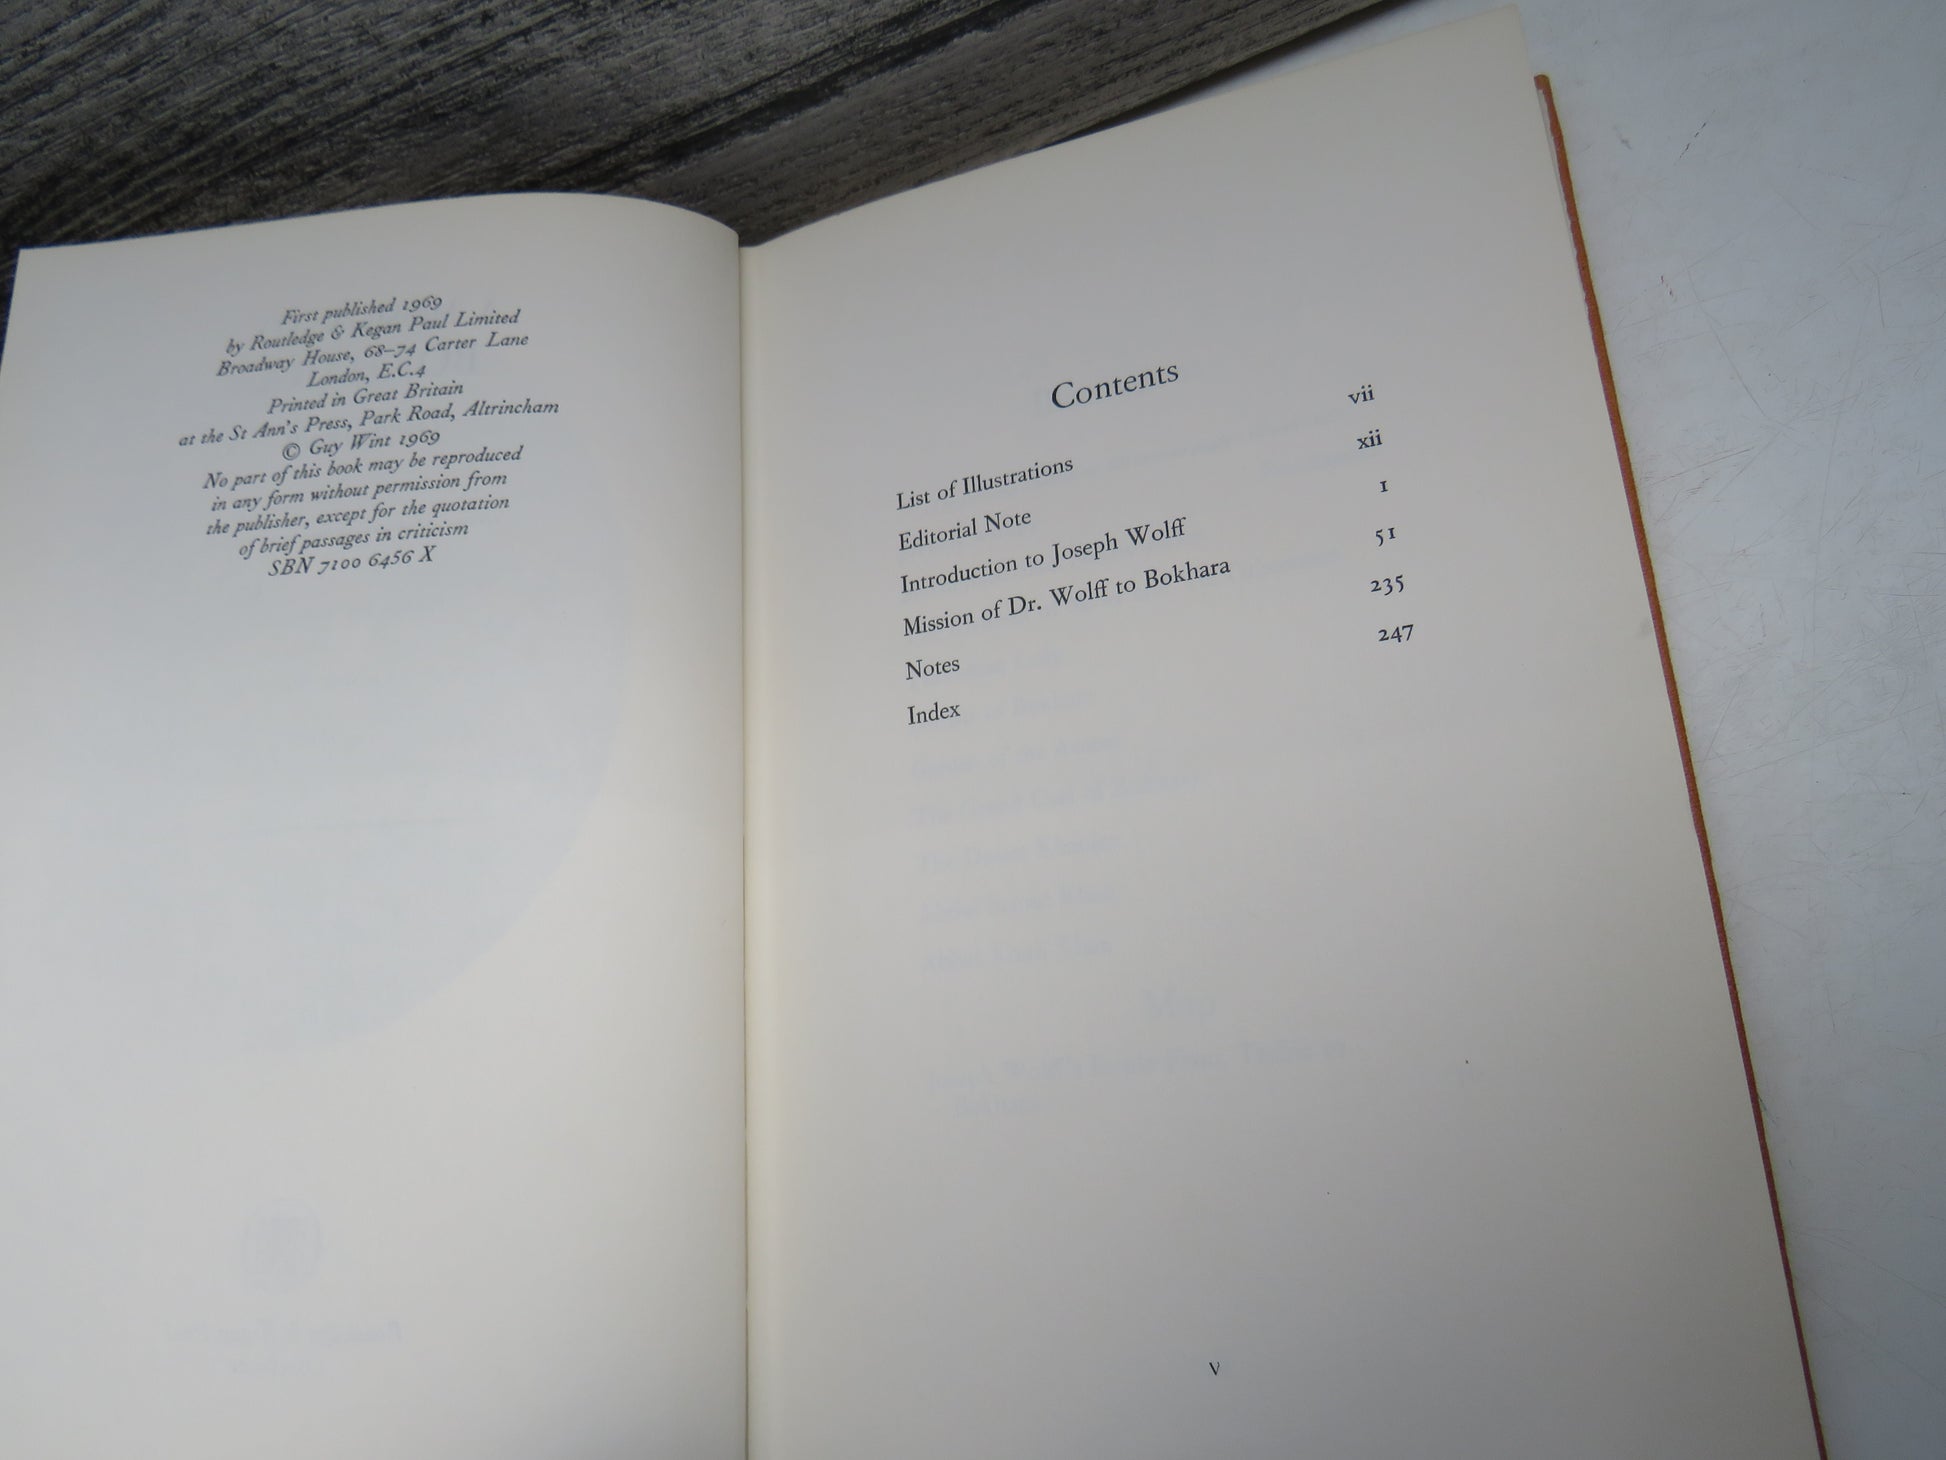 First published 1969
by Routledge & Kegan Paul Limited
Broadway House, 68–74 Carter Lane
London, E.C.4
Printed in Great Britain
at the St Ann's Press, Park Road, Altrincham
© Guy Wint 1969
No part of this book may be reproduced
in any form without permission from
the publisher, except for the quotation
of brief passages in criticism
SBN 7100 6456 X
Contents
List of Illustrations vii
Editorial Note xii
Introduction to Joseph Wolff 1
Mission of Dr. Wolff to Bokhara 51
Notes 235
Index 247
v